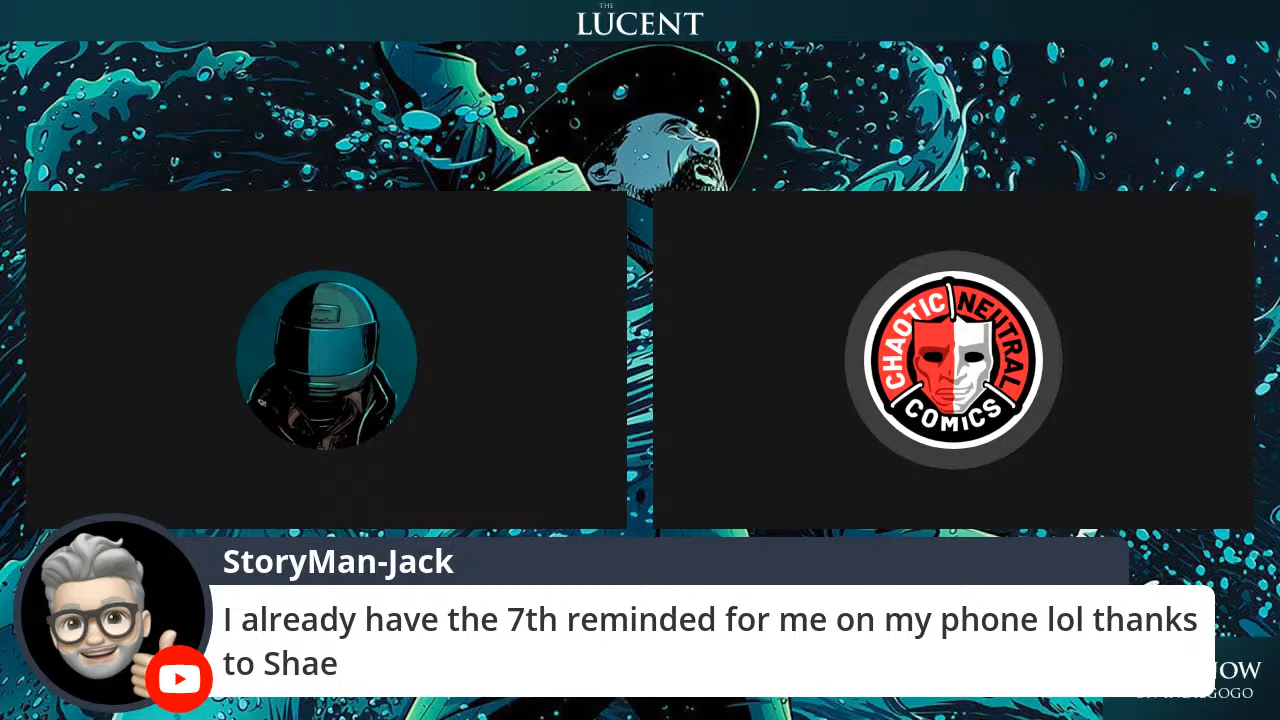 THE
LUCENT
CHAOTIC NEUTRAL
COMICS
StoryMan-Jack
I already have the 7th reminded for me on my phone lol thanks
to Shae